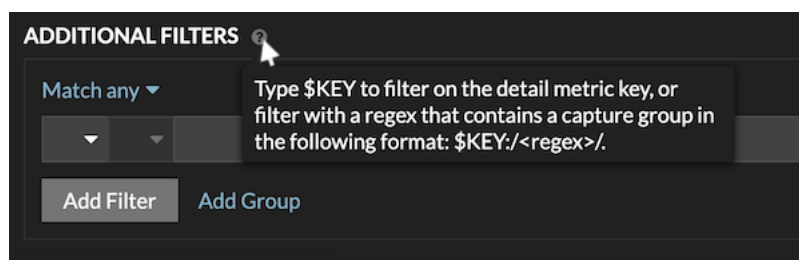 ADDITIONAL FILTERS ?
Match any
Type $KEY to filter on the detail metric key, or
filter with a regex that contains a capture group in
the following format: $KEY:/<regex>/.
Add Filter Add Group